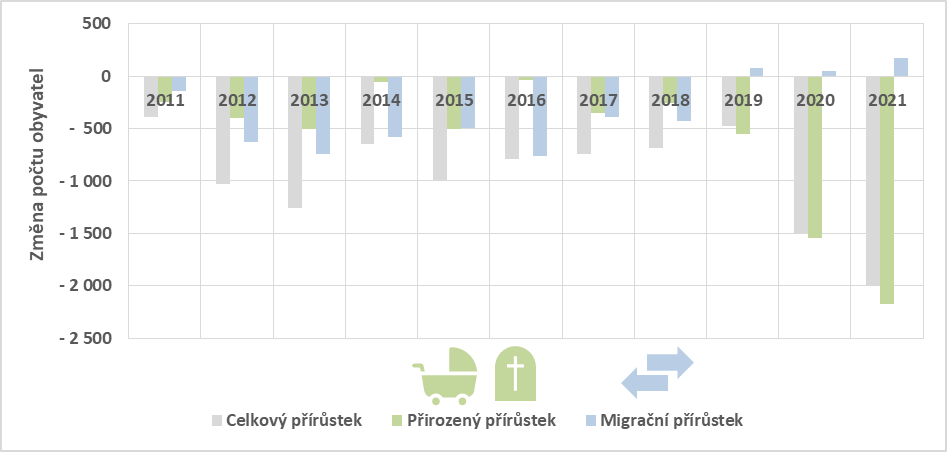 Změna počtu obyvatel
500
0
- 500
- 1 000
- 1 500
- 2 000
- 2 500
2011 2012 2013 2014 2015 2016 2017 2018 2019 2020 2021
Celkový přírůstek Přirozený přírůstek Migrační přírůstek